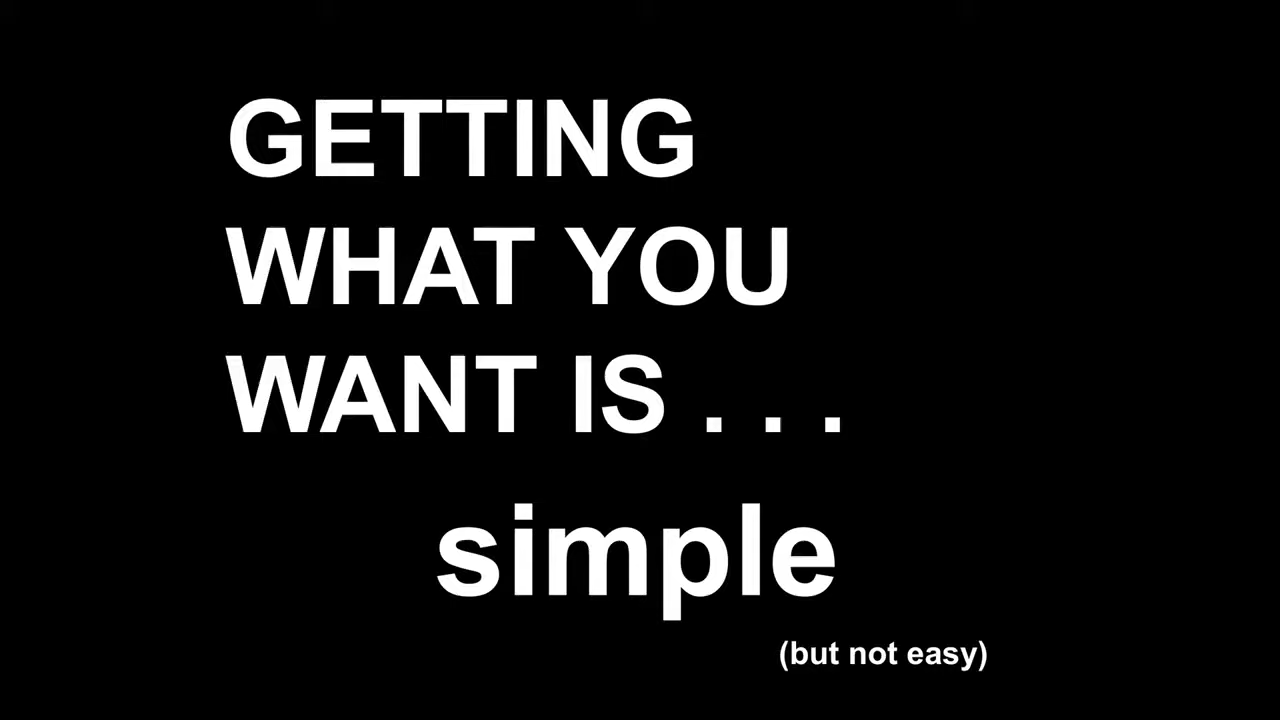 GETTING
WHAT YOU
WANT IS . . .
simple
(but not easy)